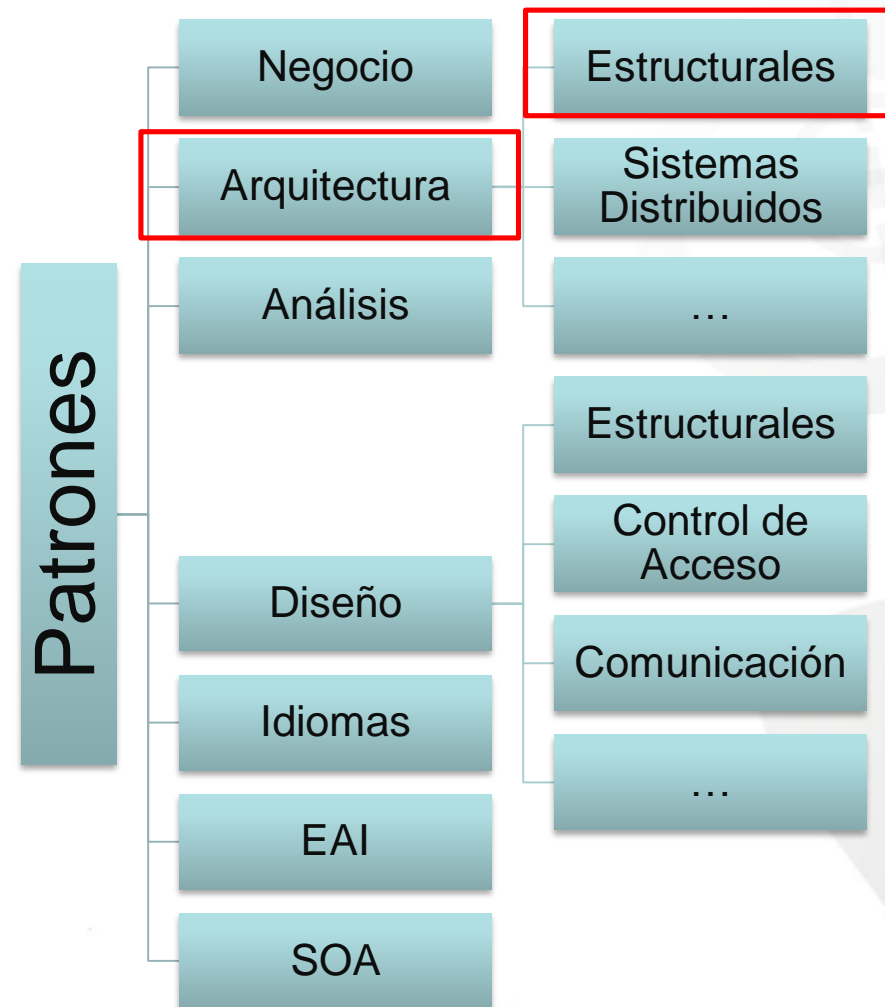 Patrones
Negocio
Arquitectura
Análisis
Diseño
Idiomas
EAI
SOA
Estructurales
Sistemas
Distribuidos
…
Estructurales
Control de
Acceso
Comunicación
…